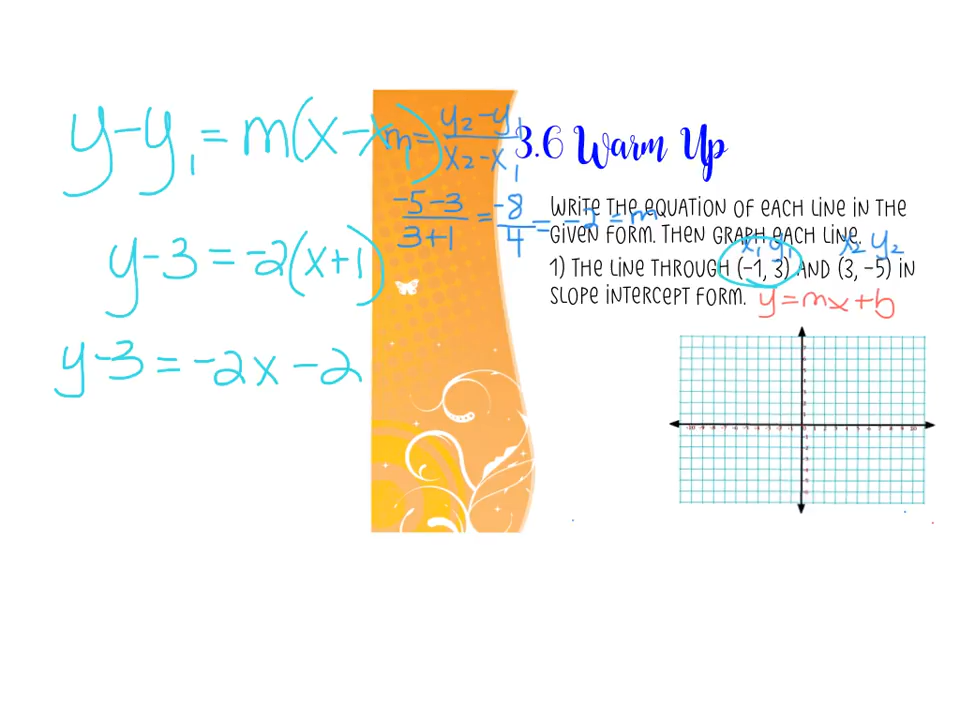 y-y₁ = m(x-x₁)
y-3 = -2(x+1)
y-3 = -2x -2
m = y₂-y₁ / x₂-x₁
-5-3 / 3+1 = -8 / 4 = -2 = m
3.6 Warm Up
WRITE THE EQUATION OF EACH LINE IN THE
GIVEN FORM. THEN GRAPH EACH LINE.
x₁ y₁ x₂ y₂
1) THE LINE THROUGH (-1, 3) AND (3, -5) IN
SLOPE INTERCEPT FORM. y=mx+b